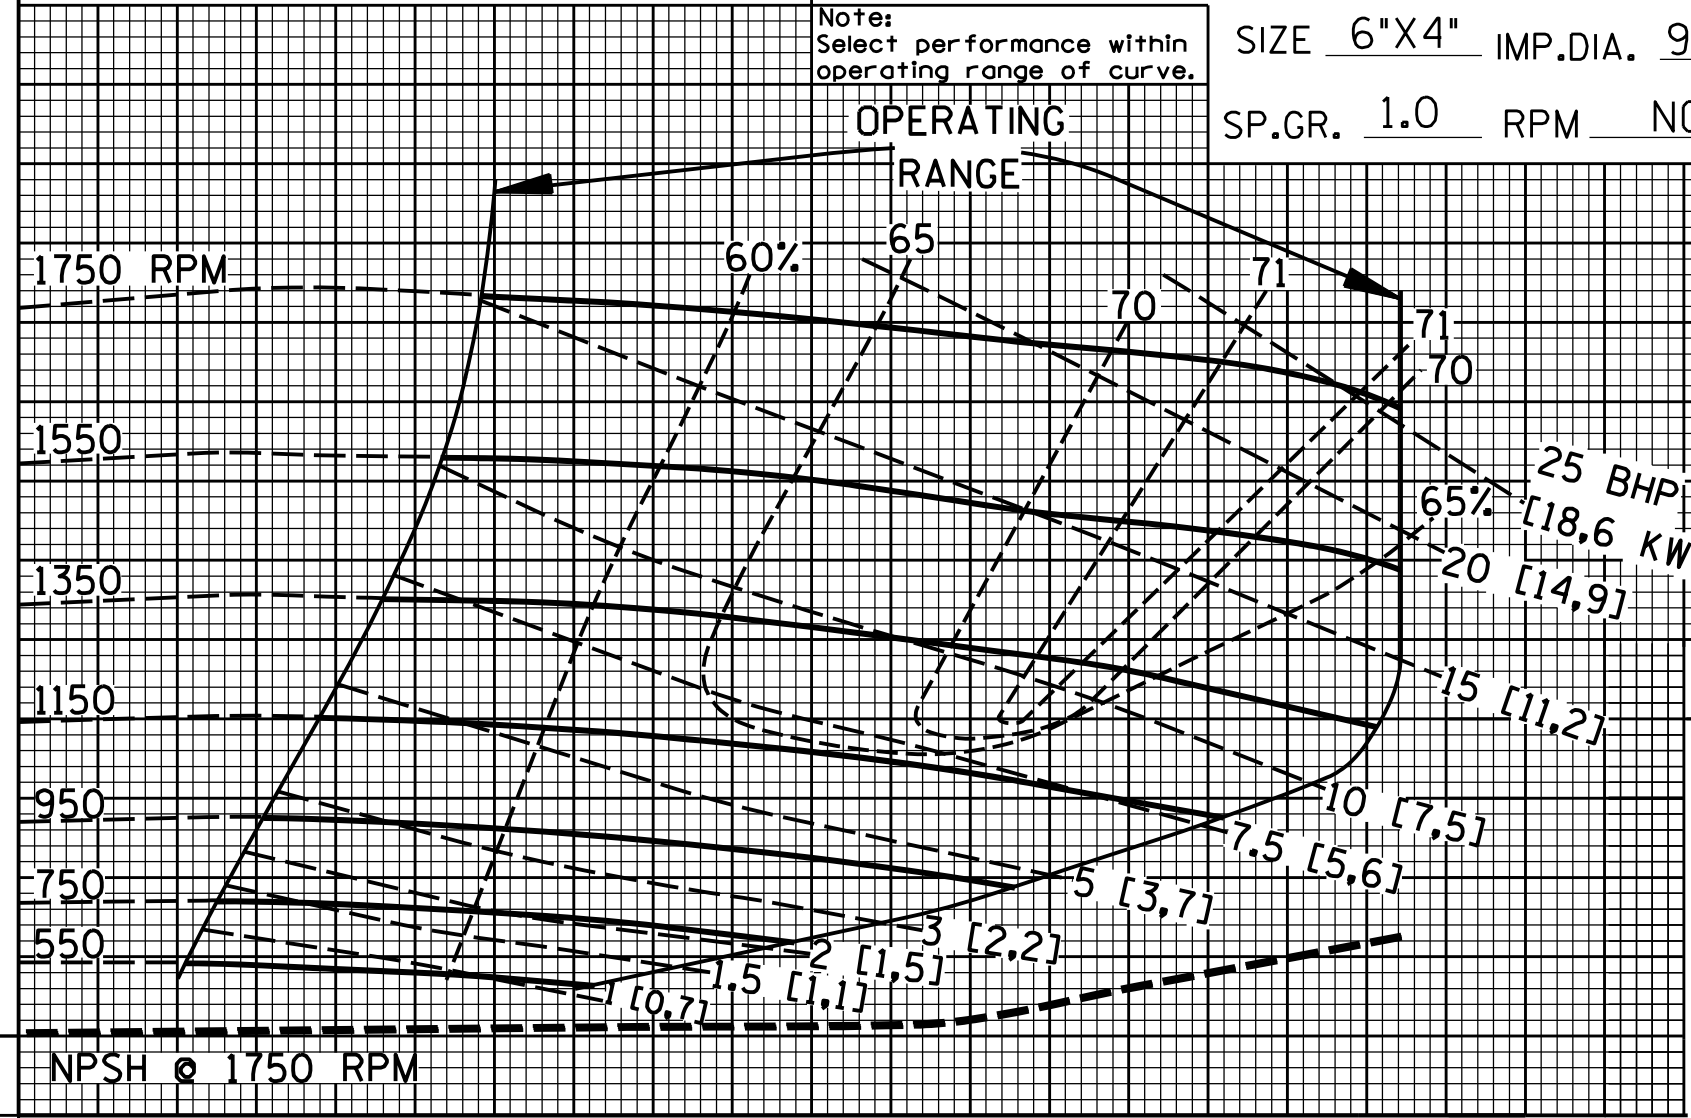 Note:
Select performance within
operating range of curve.
SIZE 6"X4" IMP.DIA. 9
SP.GR. 1.0 RPM
OPERATING
RANGE
1750 RPM
60%
65
70
71
71
70
1550
25 BHP
[18,6 KW
65%
20 [14,9]
1350
15 [11,2]
1150
10 [7,5]
950
7.5 [5,6]
750
5 [3,7]
550
3 [2,2]
2 [1,5]
1.5 [1,1]
1 [0,7]
NPSH @ 1750 RPM